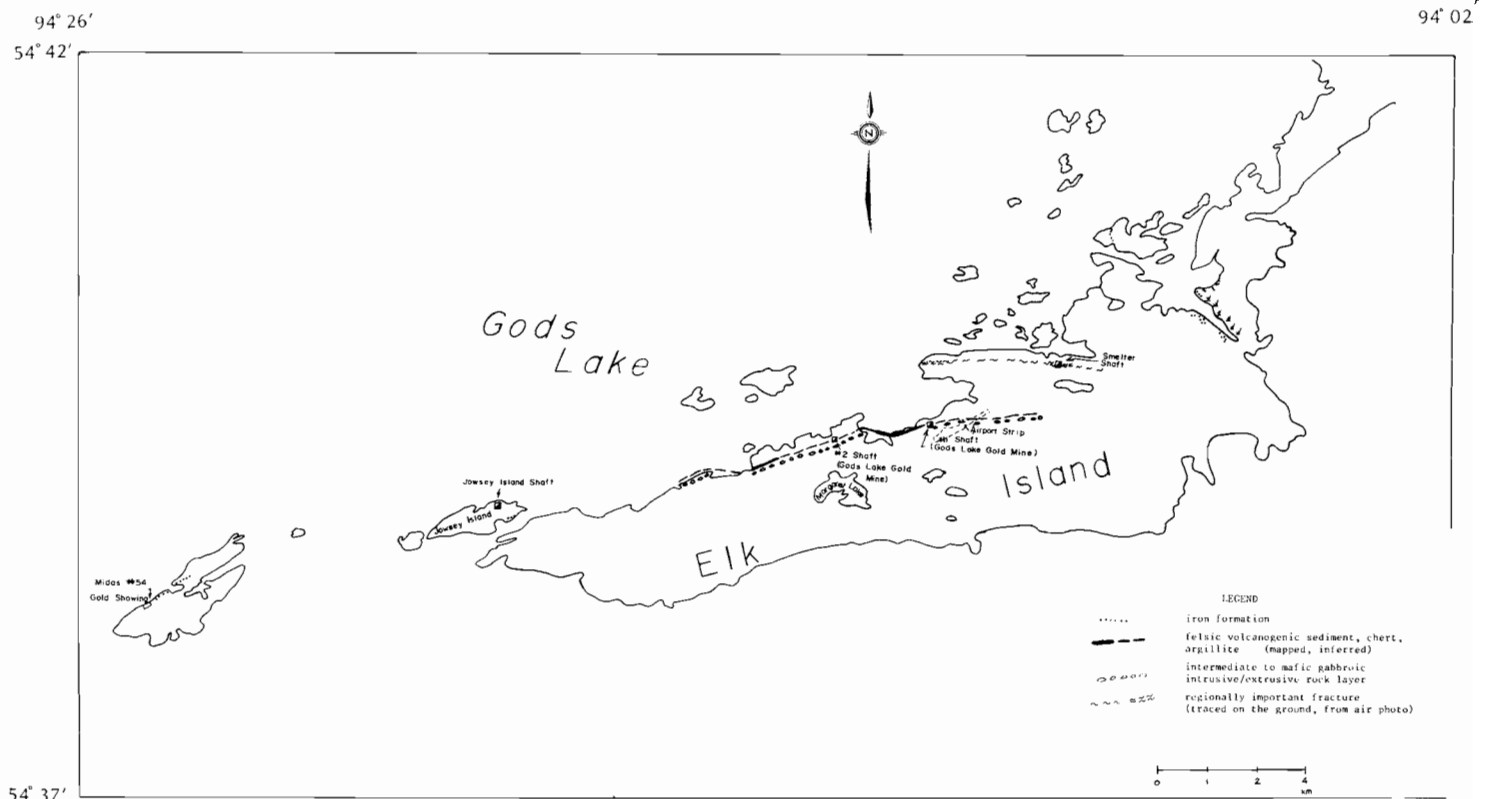 94° 26'
94° 02
54° 42'
N
Gods
Lake
Smelter
Shaft
Airport Strip
Shaft
(Gods Lake Gold Mine)
#2 Shaft
(Gods Lake Gold
Mine)
Margaret Lake
Island
Jowsey Island Shaft
Jowsey Island
Elk
Midas #54
Gold Showing
LEGEND
iron formation
felsic volcanogenic sediment, chert,
argillite (mapped, inferred)
intermediate to mafic gabbroic
intrusive/extrusive rock layer
regionally important fracture
(traced on the ground, from air photo)
0 1 2 4
km
54° 37'